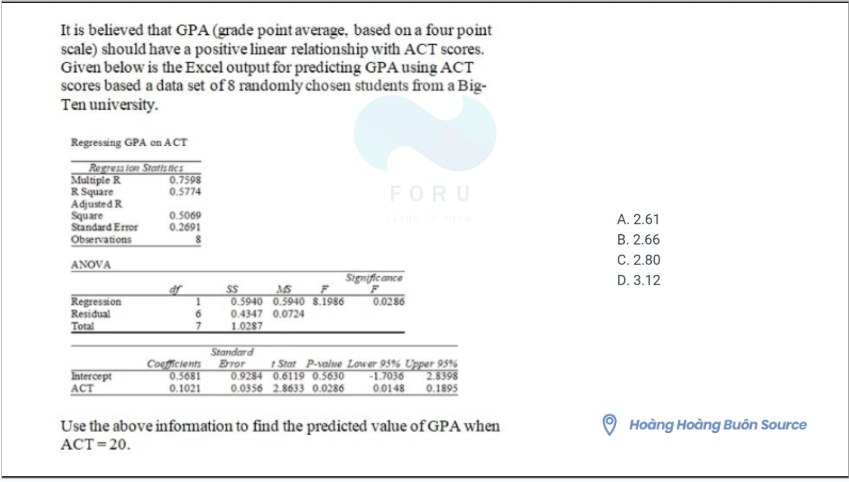 It is believed that GPA (grade point average, based on a four point
scale) should have a positive linear relationship with ACT scores.
Given below is the Excel output for predicting GPA using ACT
scores based a data set of 8 randomly chosen students from a Big-
Ten university.
Regressing GPA on ACT
Regression Statistics
Multiple R 0.7598
R Square 0.5774
Adjusted R
Square 0.5069
Standard Error 0.2691
Observations 8
ANOVA
Significance
df SS MS F F
Regression 1 0.5940 0.5940 8.1986 0.0286
Residual 6 0.4347 0.0724
Total 7 1.0287
Standard
Coefficients Error t Stat P-value Lower 95% Upper 95%
Intercept 0.5681 0.9284 0.6119 0.5630 -1.7036 2.8398
ACT 0.1021 0.0356 2.8633 0.0286 0.0148 0.1895
Use the above information to find the predicted value of GPA when
ACT = 20.
FORU
A. 2.61
B. 2.66
C. 2.80
D. 3.12
Hoàng Hoàng Buôn Source